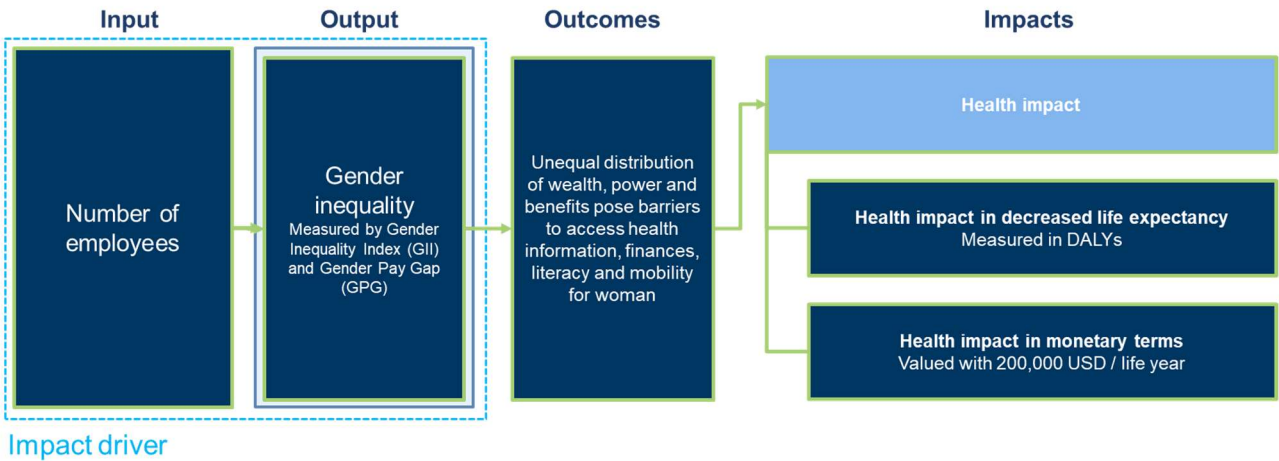 Input
Output
Outcomes
Impacts
Number of
employees
Gender
inequality
Measured by Gender
Inequality Index (GII)
and Gender Pay Gap
(GPG)
Unequal distribution
of wealth, power and
benefits pose barriers
to access health
information, finances,
literacy and mobility
for woman
Health impact
Health impact in decreased life expectancy
Measured in DALYs
Health impact in monetary terms
Valued with 200,000 USD / life year
Impact driver